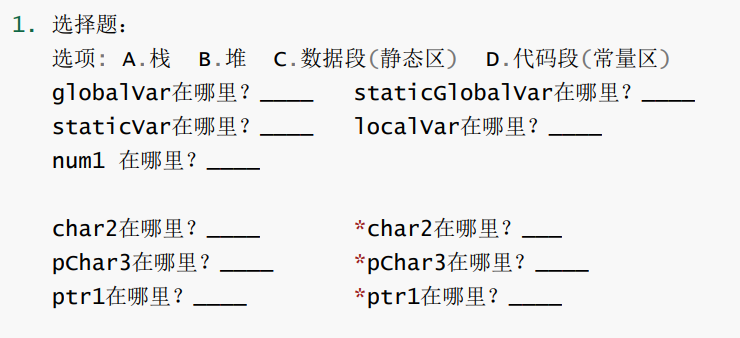 1. 选择题：
选项: A.栈 B.堆 C.数据段(静态区) D.代码段(常量区)
globalVar在哪里？____ staticGlobalVar在哪里？____
staticVar在哪里？____ localVar在哪里？____
num1 在哪里？____
char2在哪里？____ *char2在哪里？___
pChar3在哪里？____ *pChar3在哪里？____
ptr1在哪里？____ *ptr1在哪里？____